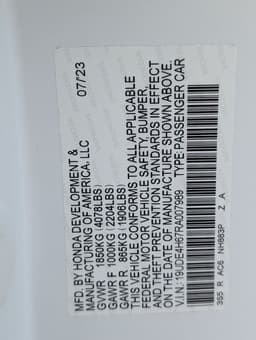 MFD. BY HONDA DEVELOPMENT & 07/23
MANUFACTURING OF AMERICA, LLC
GVWR 1850KG (4078LBS)
GAWR F 1000KG (2204LBS)
GAWR R 865KG (1906LBS)
THIS VEHICLE CONFORMS TO ALL APPLICABLE
FEDERAL MOTOR VEHICLE SAFETY, BUMPER,
AND THEFT PREVENTION STANDARDS IN EFFECT
ON THE DATE OF MANUFACTURE SHOWN ABOVE.
V.I.N.: 19UDE4H67RA007989 TYPE:PASSENGER CAR
3S5 R AC6 NH883P Z A